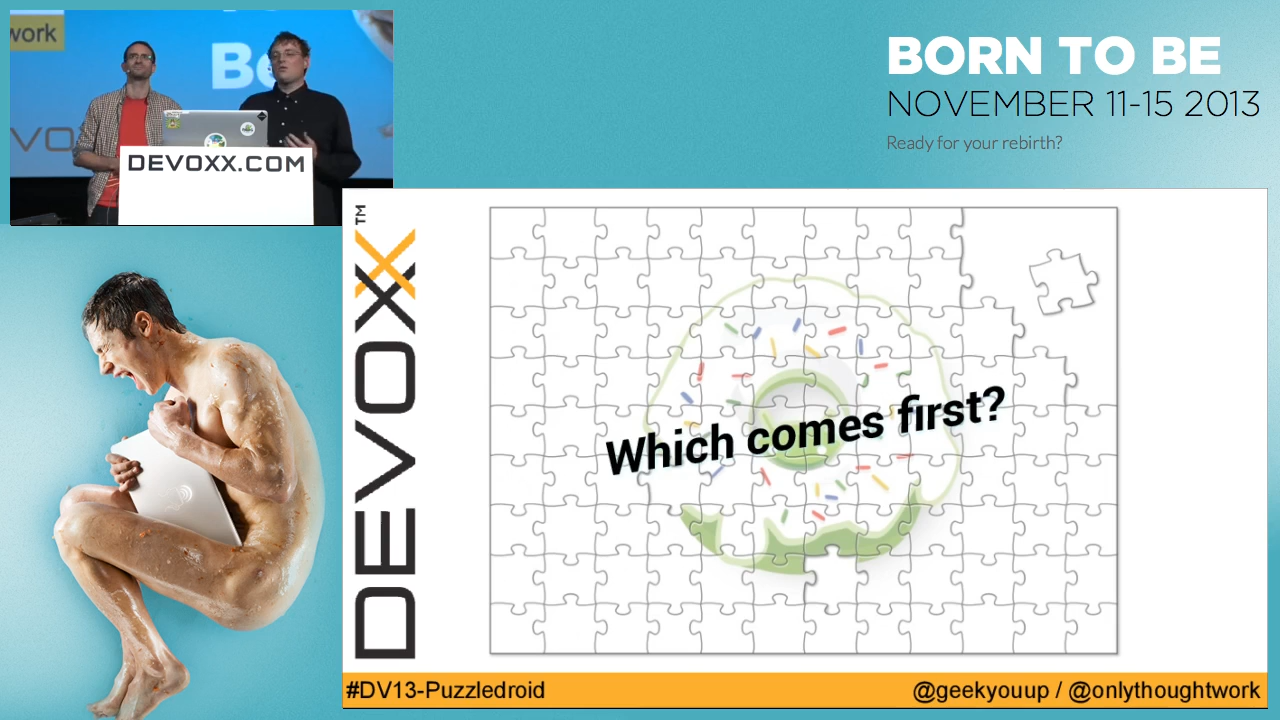 work
Be
VOX
DEVOXX.COM
BORN TO BE
NOVEMBER 11-15 2013
Ready for your rebirth?
DEVOXX™
Which comes first?
#DV13-Puzzledroid
@geekyouup / @onlythoughtwork